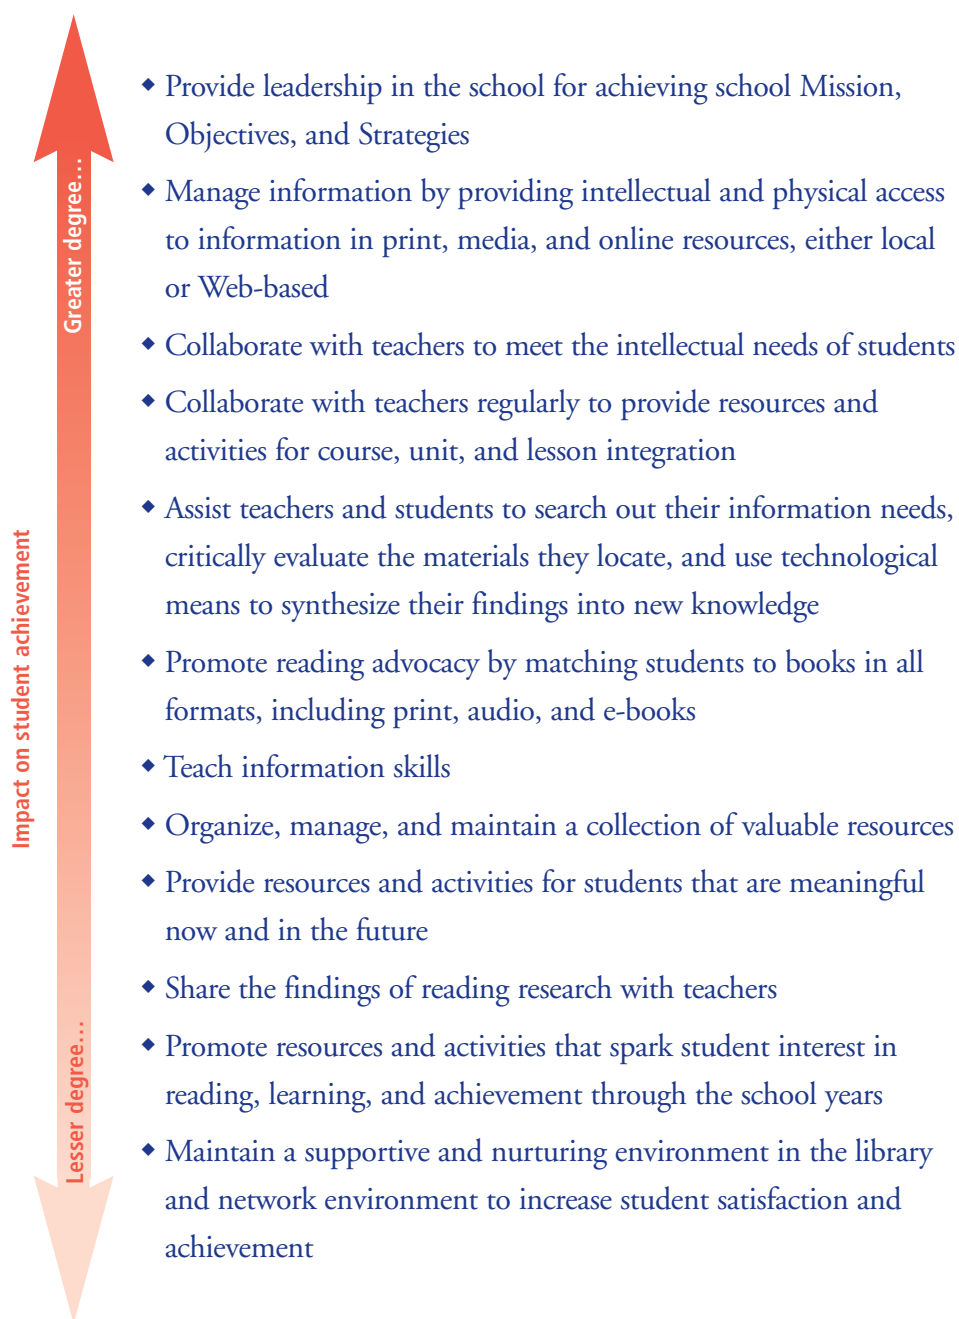 Impact on student achievement
Greater degree…
Lesser degree…
◆ Provide leadership in the school for achieving school Mission,
Objectives, and Strategies
◆ Manage information by providing intellectual and physical access
to information in print, media, and online resources, either local
or Web-based
◆ Collaborate with teachers to meet the intellectual needs of students
◆ Collaborate with teachers regularly to provide resources and
activities for course, unit, and lesson integration
◆ Assist teachers and students to search out their information needs,
critically evaluate the materials they locate, and use technological
means to synthesize their findings into new knowledge
◆ Promote reading advocacy by matching students to books in all
formats, including print, audio, and e-books
◆ Teach information skills
◆ Organize, manage, and maintain a collection of valuable resources
◆ Provide resources and activities for students that are meaningful
now and in the future
◆ Share the findings of reading research with teachers
◆ Promote resources and activities that spark student interest in
reading, learning, and achievement through the school years
◆ Maintain a supportive and nurturing environment in the library
and network environment to increase student satisfaction and
achievement